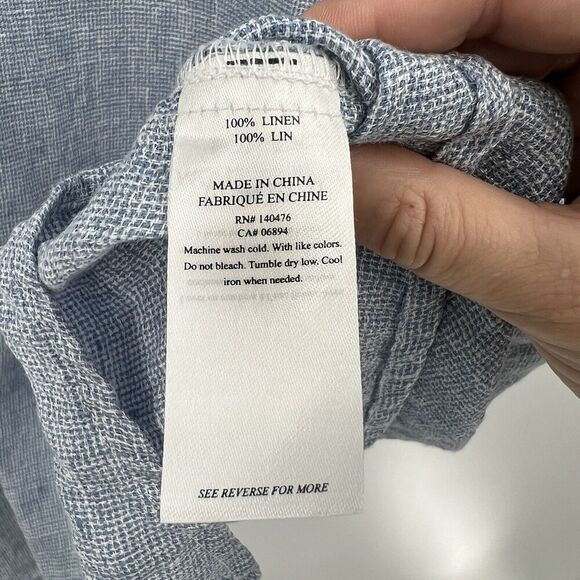 100% LINEN
100% LIN
MADE IN CHINA
FABRIQUÉ EN CHINE
RN# 140476
CA# 06894
Machine wash cold. With like colors.
Do not bleach. Tumble dry low. Cool
iron when needed.
SEE REVERSE FOR MORE